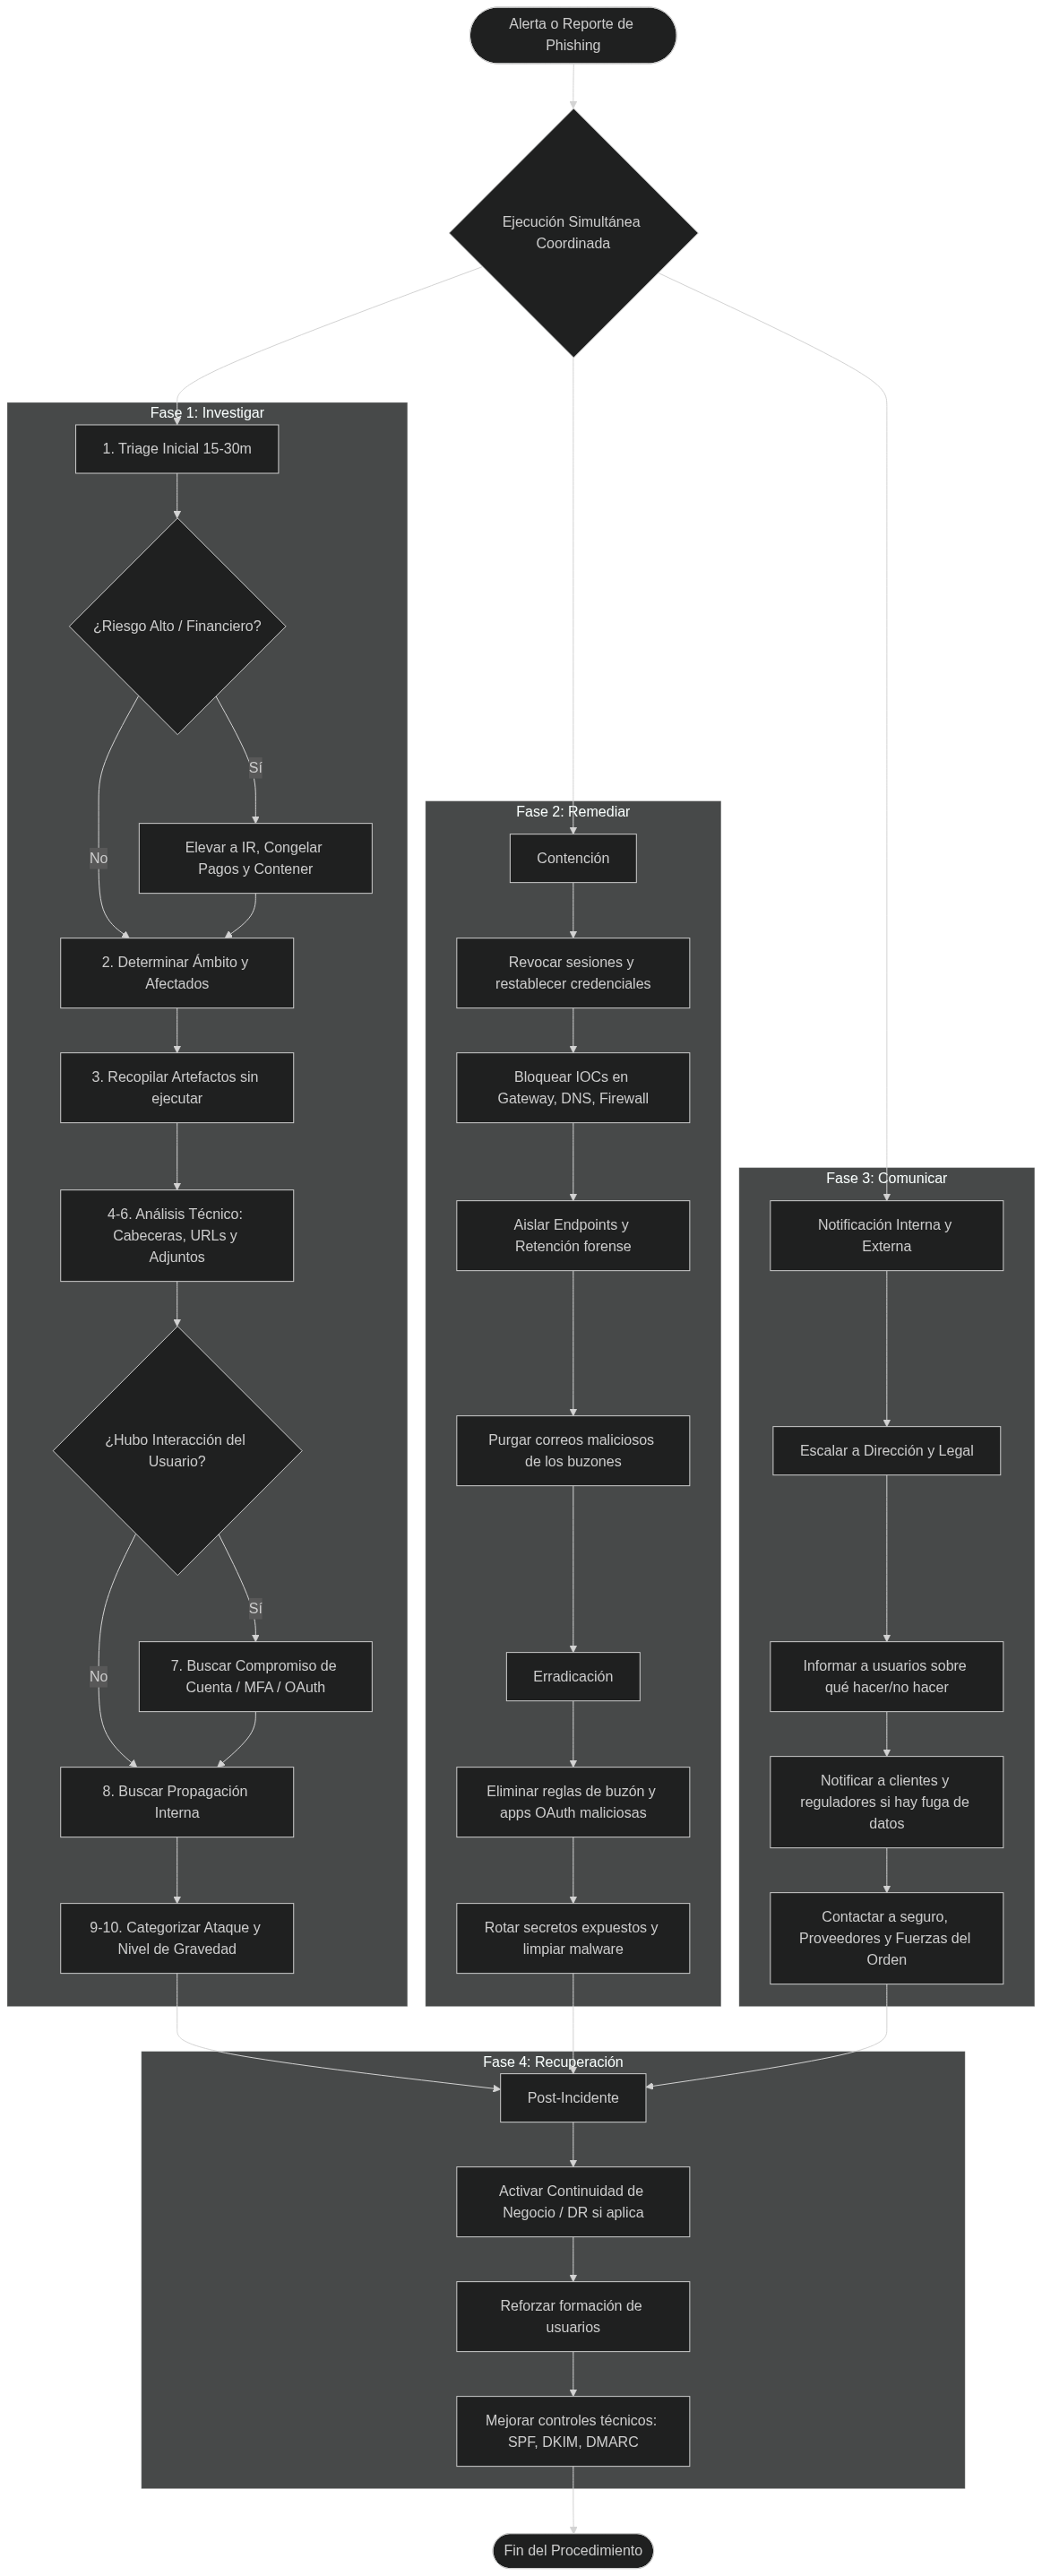 Alerta o Reporte de
Phishing
Ejecución Simultánea
Coordinada
Fase 1: Investigar
1. Triage Inicial 15-30m
¿Riesgo Alto / Financiero?
Sí
No
Elevar a IR, Congelar
Pagos y Contener
2. Determinar Ámbito y
Afectados
3. Recopilar Artefactos sin
ejecutar
4-6. Análisis Técnico:
Cabeceras, URLs y
Adjuntos
¿Hubo Interacción del
Usuario?
Sí
No
7. Buscar Compromiso de
Cuenta / MFA / OAuth
8. Buscar Propagación
Interna
9-10. Categorizar Ataque y
Nivel de Gravedad
Fase 2: Remediar
Contención
Revocar sesiones y
restablecer credenciales
Bloquear IOCs en
Gateway, DNS, Firewall
Aislar Endpoints y
Retención forense
Purgar correos maliciosos
de los buzones
Erradicación
Eliminar reglas de buzón y
apps OAuth maliciosas
Rotar secretos expuestos y
limpiar malware
Fase 3: Comunicar
Notificación Interna y
Externa
Escalar a Dirección y Legal
Informar a usuarios sobre
qué hacer/no hacer
Notificar a clientes y
reguladores si hay fuga de
datos
Contactar a seguro,
Proveedores y Fuerzas del
Orden
Fase 4: Recuperación
Post-Incidente
Activar Continuidad de
Negocio / DR si aplica
Reforzar formación de
usuarios
Mejorar controles técnicos:
SPF, DKIM, DMARC
Fin del Procedimiento